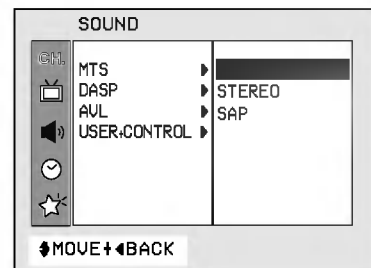 SOUND
CH.
MTS
DASP
AVL
USER+CONTROL
STEREO
SAP
MOVE+BACK